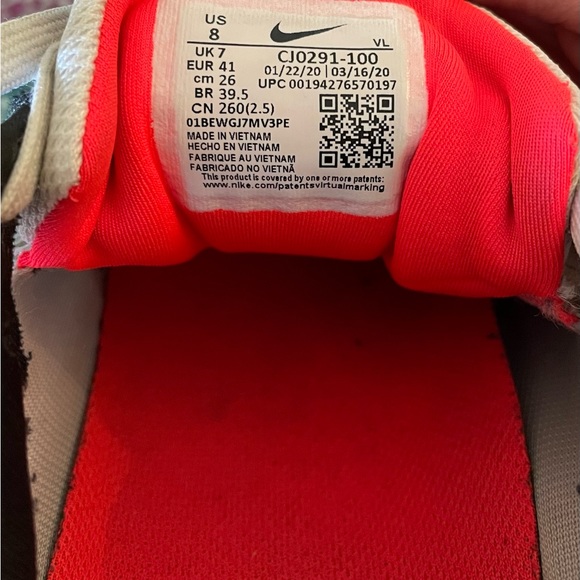 US
8
VL
UK 7
EUR 41
cm 26
BR 39.5
CN 260(2.5)
01BEWGJ7MV3PE
MADE IN VIETNAM
HECHO EN VIETNAM
FABRIQUE AU VIETNAM
FABRICADO NO VIETNÃ
CJ0291-100
01/22/20 | 03/16/20
UPC 00194276570197
This product is covered by one or more patents:
www.nike.com/patentsvirtualmarking